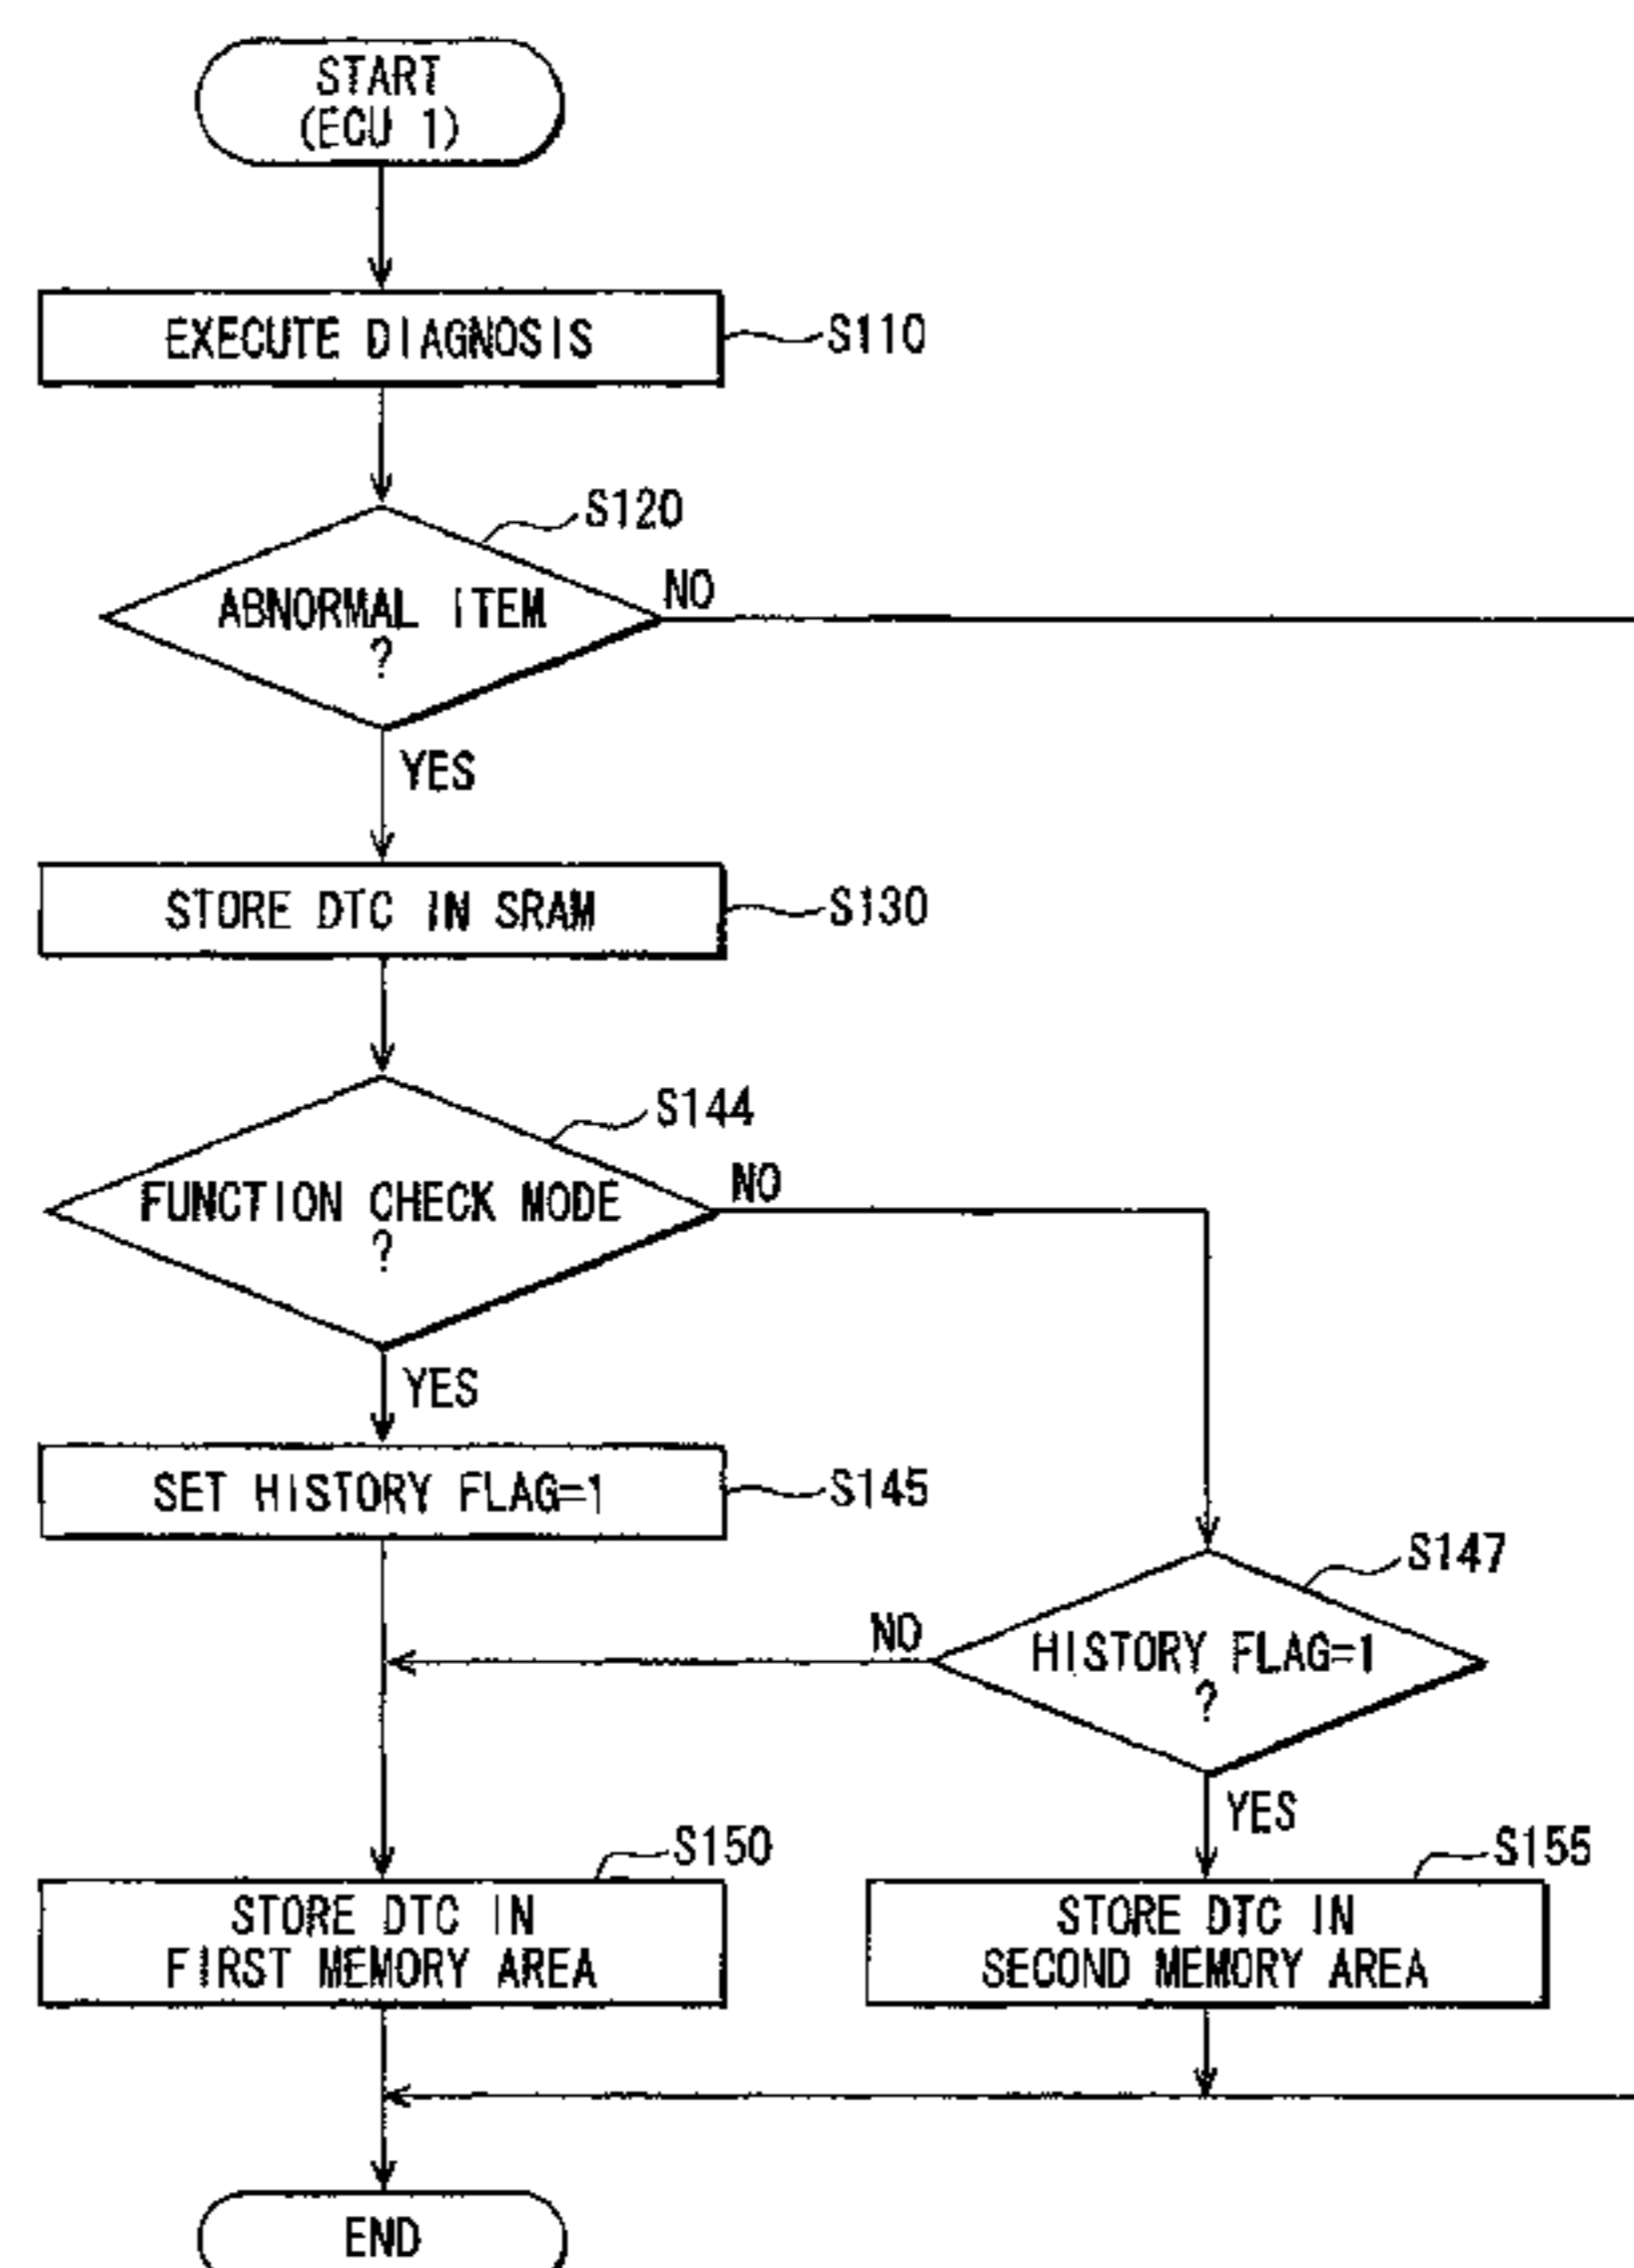 START
(ECU 1)
EXECUTE DIAGNOSIS
S110
S120
ABNORMAL ITEM
?
NO
YES
STORE DTC IN SRAM
S130
S144
FUNCTION CHECK MODE
?
NO
YES
SET HISTORY FLAG=1
S145
S147
NO
HISTORY FLAG=1
?
YES
S150
S155
STORE DTC IN
FIRST MEMORY AREA
STORE DTC IN
SECOND MEMORY AREA
END